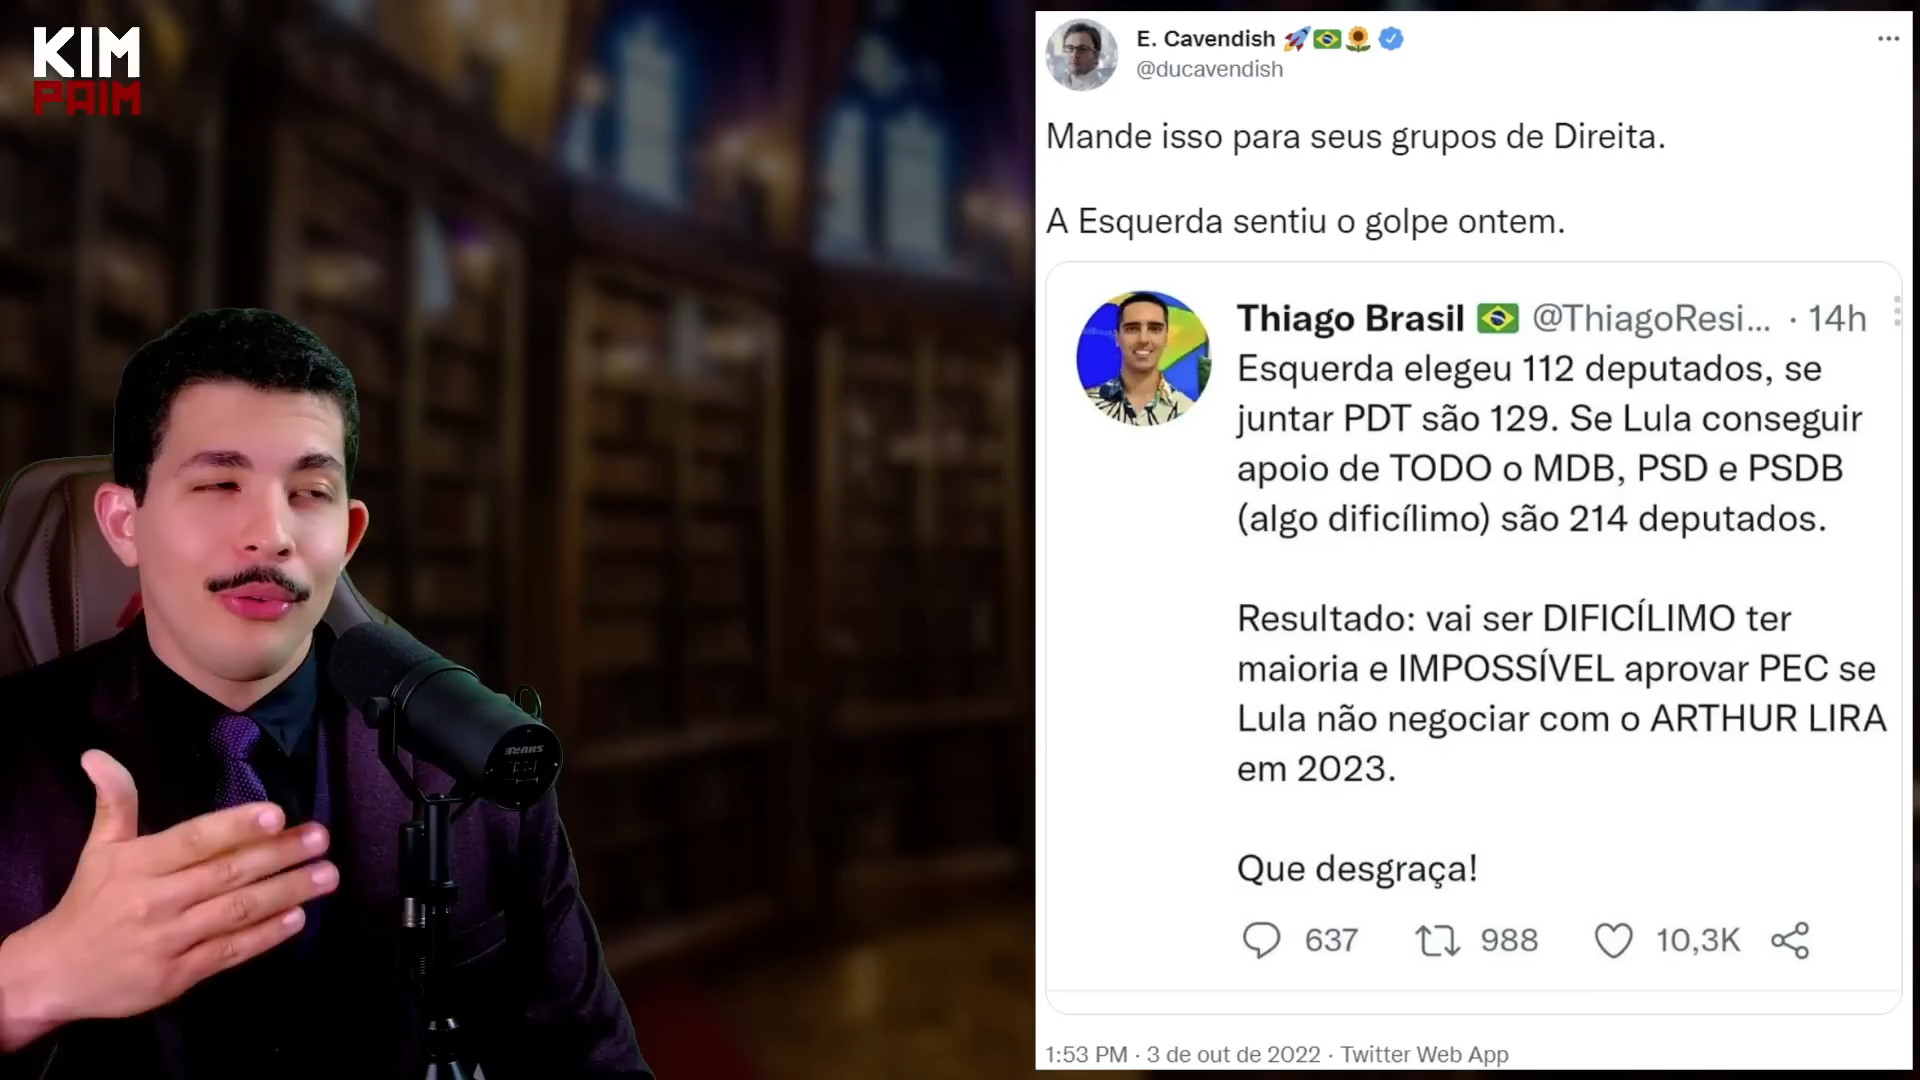 KIM
PAIM
E. Cavendish 🚀🇧🇷🌻
@ducavendish
Mande isso para seus grupos de Direita.
A Esquerda sentiu o golpe ontem.
Thiago Brasil 🇧🇷 @ThiagoResi... · 14h
Esquerda elegeu 112 deputados, se
juntar PDT são 129. Se Lula conseguir
apoio de TODO o MDB, PSD e PSDB
(algo dificílimo) são 214 deputados.
Resultado: vai ser DIFICÍLIMO ter
maioria e IMPOSSÍVEL aprovar PEC se
Lula não negociar com o ARTHUR LIRA
em 2023.
Que desgraça!
637 988 10,3K
1:53 PM · 3 de out de 2022 · Twitter Web App
SHURE